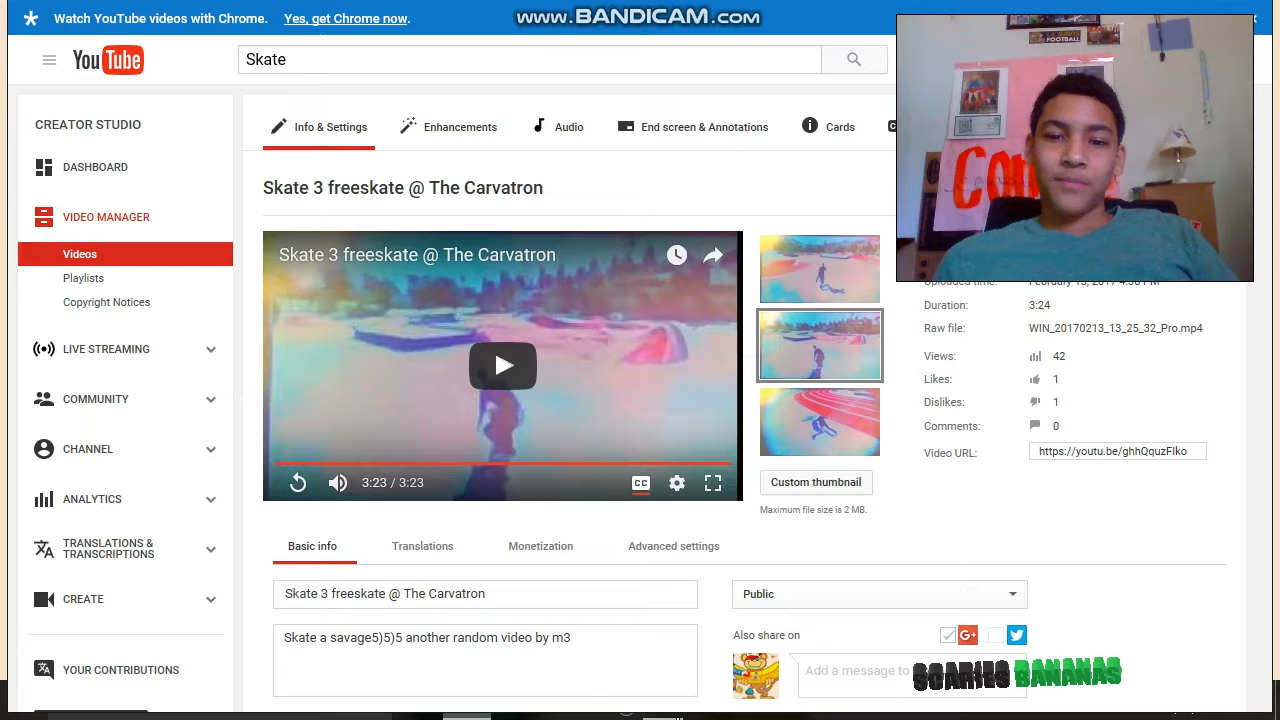 www.BANDICAM.com
Watch YouTube videos with Chrome. Yes, get Chrome now.
YouTube
Skate
CREATOR STUDIO
DASHBOARD
VIDEO MANAGER
Videos
Playlists
Copyright Notices
LIVE STREAMING
COMMUNITY
CHANNEL
ANALYTICS
TRANSLATIONS &
TRANSCRIPTIONS
CREATE
YOUR CONTRIBUTIONS
Info & Settings
Enhancements
Audio
End screen & Annotations
Cards
Skate 3 freeskate @ The Carvatron
Skate 3 freeskate @ The Carvatron
3:23 / 3:23
CC
Custom thumbnail
Maximum file size is 2 MB.
FOOTBALL
Duration: 3:24
Raw file: WIN_20170213_13_25_32_Pro.mp4
Views: 42
Likes: 1
Dislikes: 1
Comments: 0
Video URL: https://youtu.be/ghhQquzFIko
Basic info
Translations
Monetization
Advanced settings
Skate 3 freeskate @ The Carvatron
Skate a savage5)5)5 another random video by m3
Public
Also share on
G+
Add a message to
SCARIES BANANAS